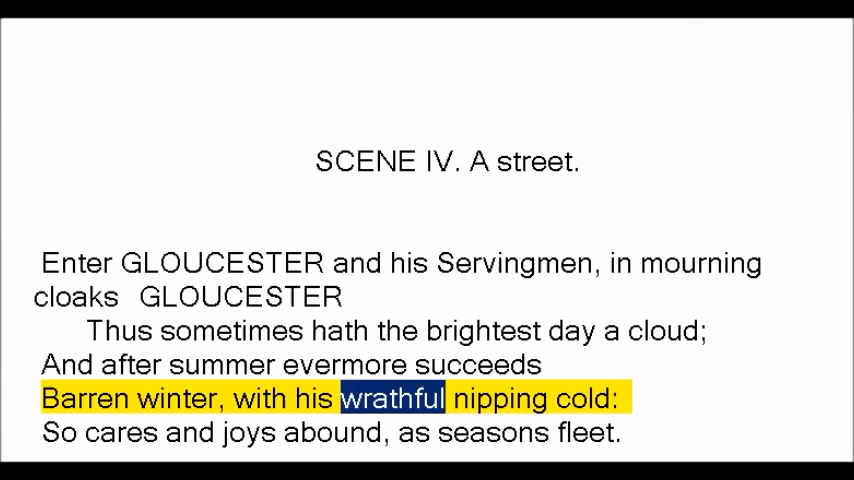 SCENE IV. A street.
Enter GLOUCESTER and his Servingmen, in mourning
cloaks GLOUCESTER
Thus sometimes hath the brightest day a cloud;
And after summer evermore succeeds
Barren winter, with his wrathful nipping cold:
So cares and joys abound, as seasons fleet.